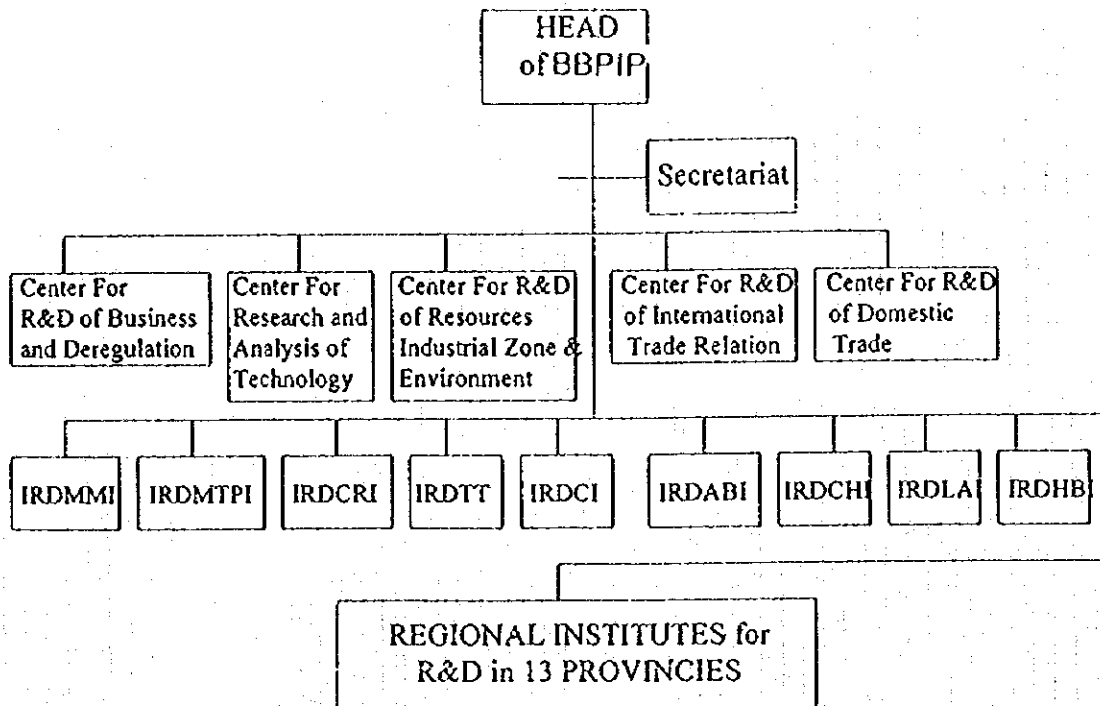 HEAD
of BBPIP
Secretariat
Center For
R&D of Business
and Deregulation
Center For
Research and
Analysis of
Technology
Center For R&D
of Resources
Industrial Zone &
Environment
Center For R&D
of International
Trade Relation
Center For R&D
of Domestic
Trade
IRDMMI
IRDMTPI
IRDCRI
IRDTT
IRDCI
IRDABI
IRDCHI
IRDLAI
IRDHBI
REGIONAL INSTITUTES for
R&D in 13 PROVINCIES